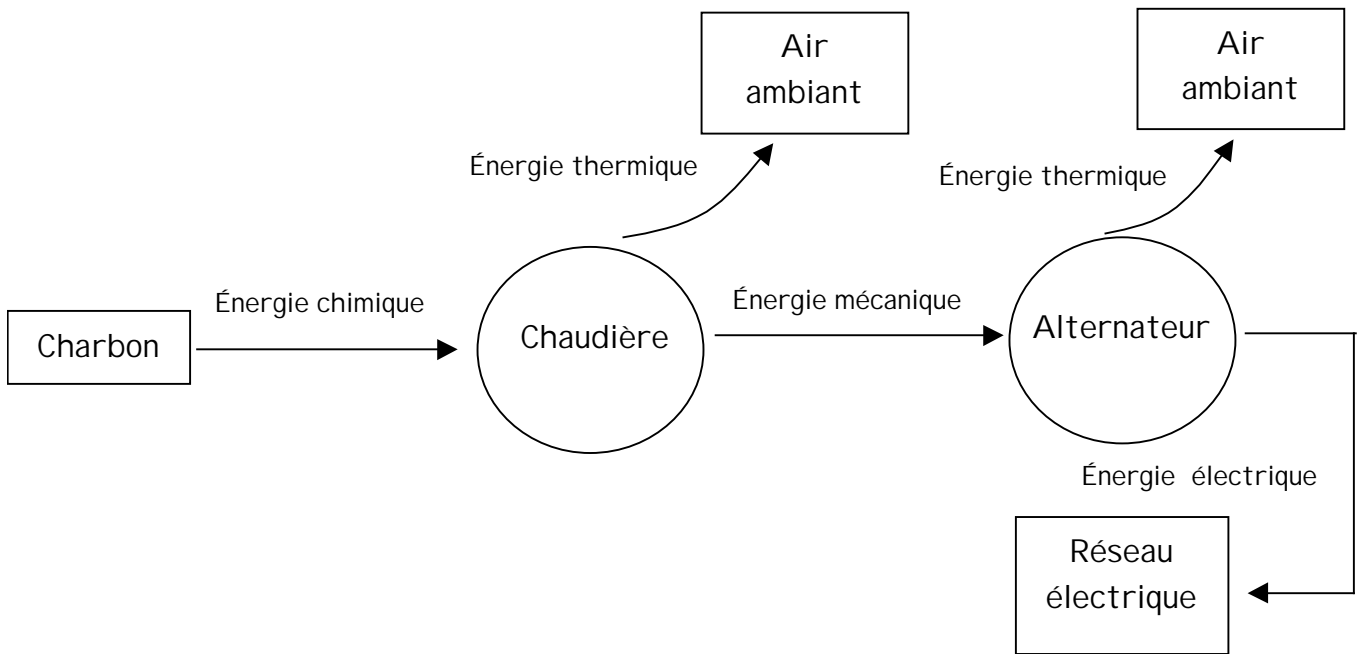 Air
ambiant
Air
ambiant
Énergie thermique
Énergie thermique
Énergie chimique
Énergie mécanique
Charbon
Chaudière
Alternateur
Énergie électrique
Réseau
électrique